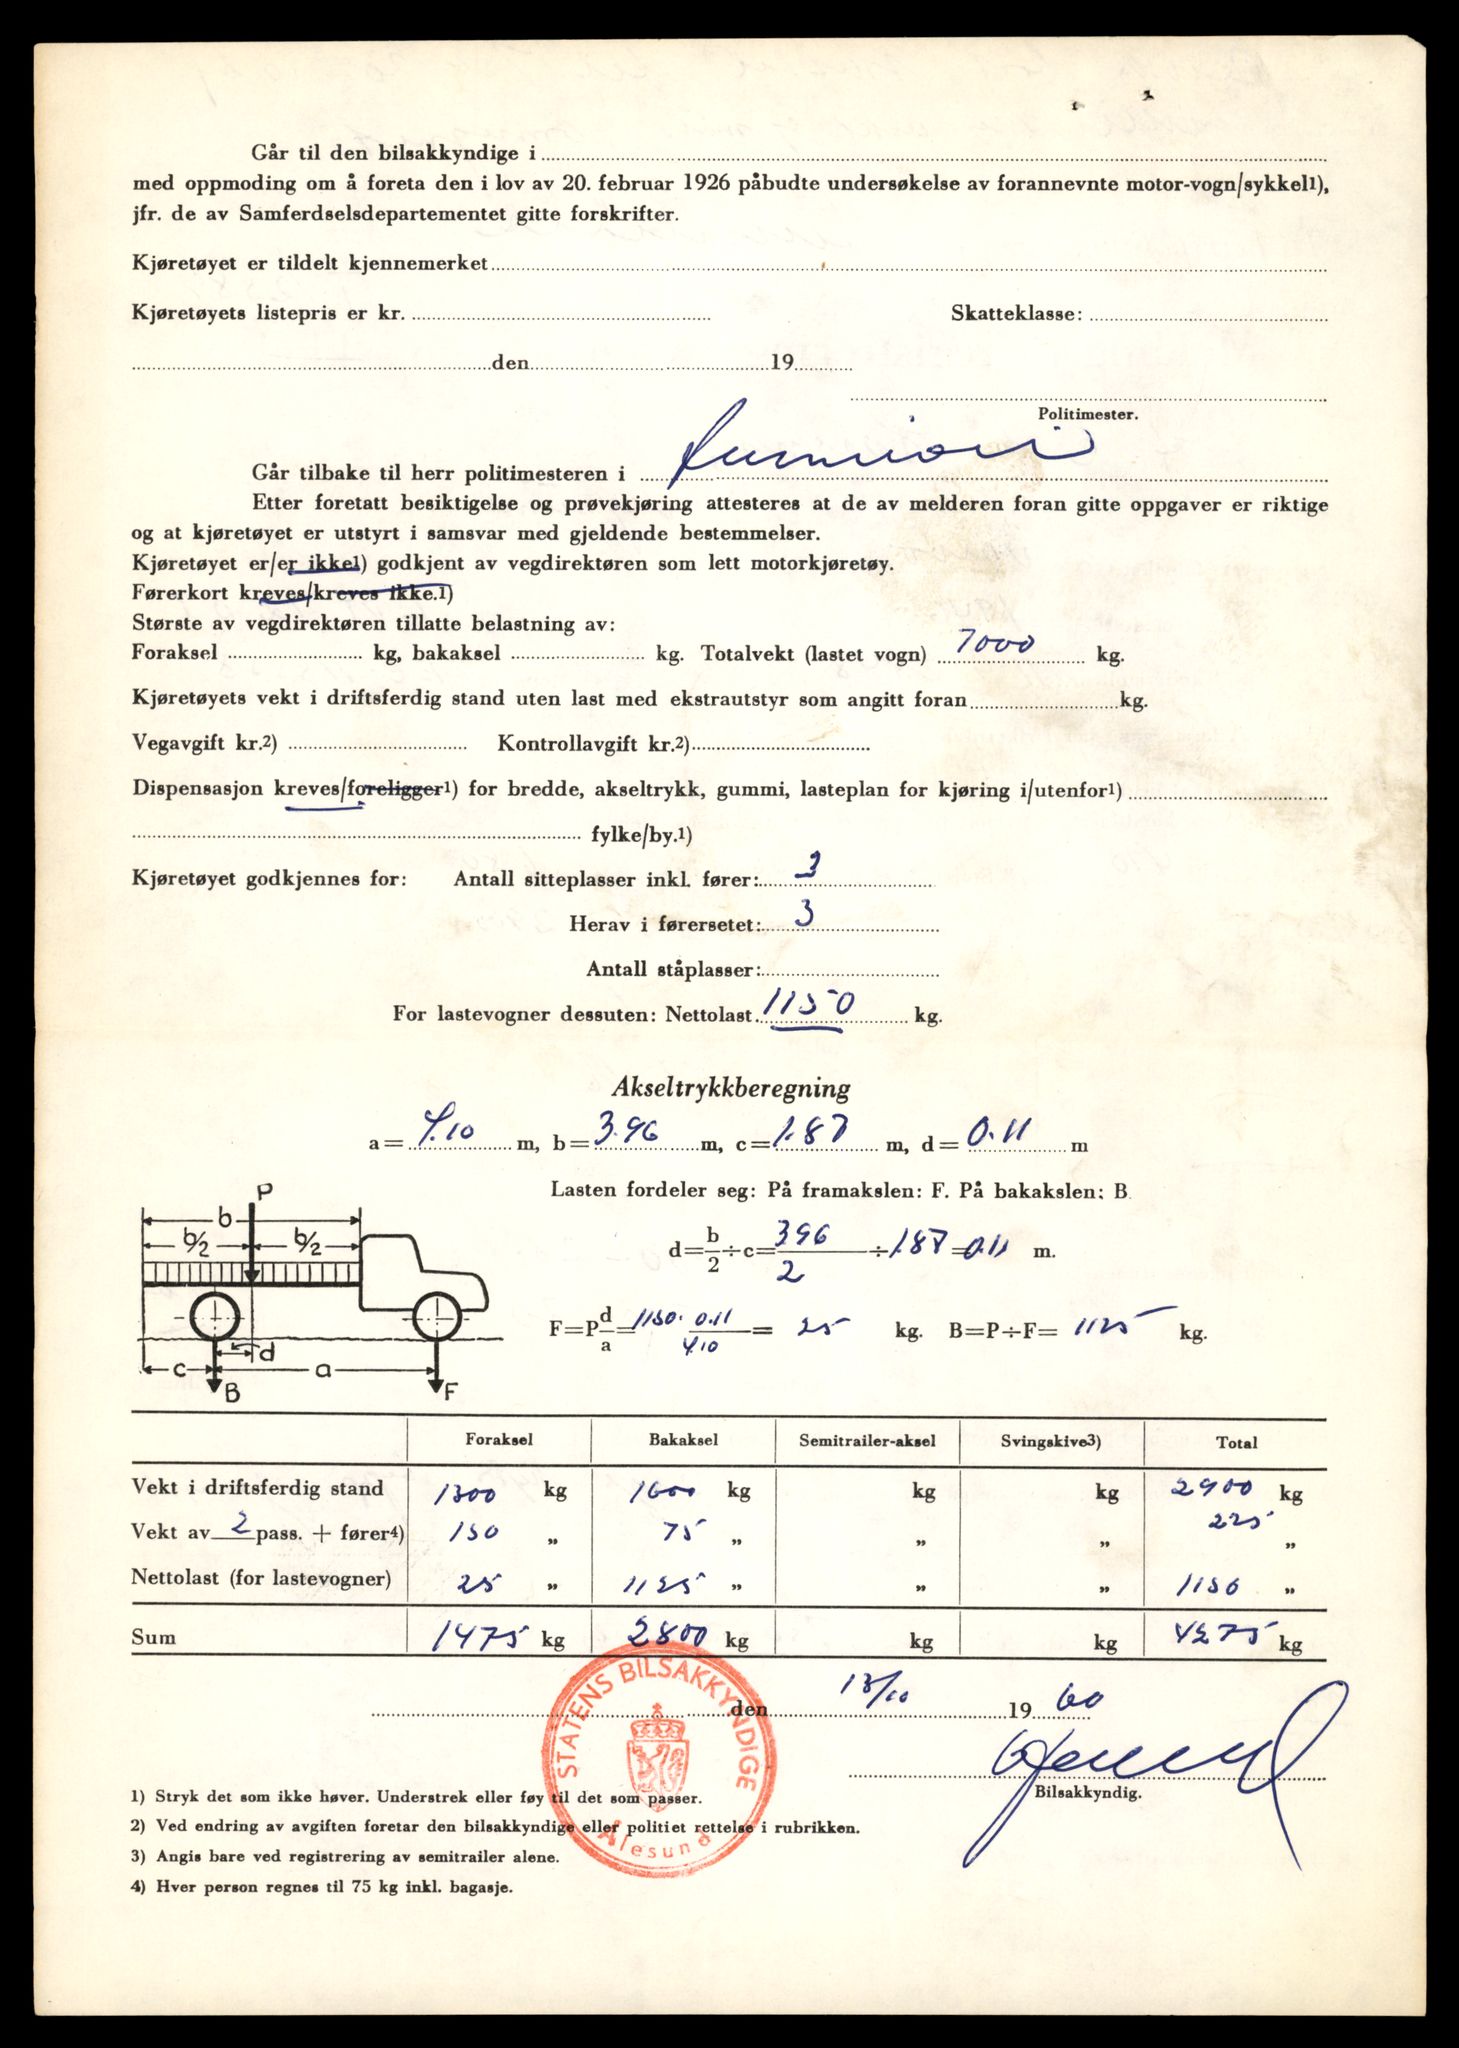 Går til den bilsakkyndige i
med oppmoding om å foreta den i lov av 20. februar 1926 påbudte undersøkelse av forannevnte motor-vogn/sykkel1),
jfr. de av Samferdselsdepartementet gitte forskrifter.
Kjøretøyet er tildelt kjennemerket
Kjøretøyets listepris er kr. Skatteklasse:
den 19
Politimester.
Går tilbake til herr politimesteren i
Etter foretatt besiktigelse og prøvekjøring attesteres at de av melderen foran gitte oppgaver er riktige
og at kjøretøyet er utstyrt i samsvar med gjeldende bestemmelser.
Kjøretøyet er/er ikke1) godkjent av vegdirektøren som lett motorkjøretøy.
Førerkort kreves/kreves ikke.1)
Største av vegdirektøren tillatte belastning av:
Foraksel kg, bakaksel kg. Totalvekt (lastet vogn) 7000 kg.
Kjøretøyets vekt i driftsferdig stand uten last med ekstrautstyr som angitt foran kg.
Vegavgift kr.2) Kontrollavgift kr.2)
Dispensasjon kreves/foreligger1) for bredde, akseltrykk, gummi, lasteplan for kjøring i/utenfor1)
fylke/by.1)
Kjøretøyet godkjennes for: Antall sitteplasser inkl. fører: 3
Herav i førersetet: 3
Antall ståplasser:
For lastevogner dessuten: Nettolast 1150 kg.
Akseltrykkberegning
a= 4.10 m, b= 3.96 m, c= 1.87 m, d= 0.11 m
Lasten fordeler seg: På framakslen: F. På bakakslen: B.
d= b/2 ÷ c= 3.96/2 ÷ 1.87 = 0.11 m.
F=P d/a = 1150 · 0.11/4.10 = 25 kg. B=P÷F= 1125 kg.
P
b
b/2 b/2
d
c a
B F
Foraksel Bakaksel Semitrailer-aksel Svingskive3) Total
Vekt i driftsferdig stand 1300 kg 1600 kg kg kg 2900 kg
Vekt av 2 pass. + fører4) 150 „ 75 „ „ „ 225 „
Nettolast (for lastevogner) 25 „ 1125 „ „ „ 1150 „
Sum 1475 kg 2800 kg kg kg 4275 kg
den 13/10 19 60
STATENS BILSAKKYNDIGE
Ålesund
Bilsakkyndig.
1) Stryk det som ikke høver. Understrek eller føy til det som passer.
2) Ved endring av avgiften foretar den bilsakkyndige eller politiet rettelse i rubrikken.
3) Angis bare ved registrering av semitrailer alene.
4) Hver person regnes til 75 kg inkl. bagasje.